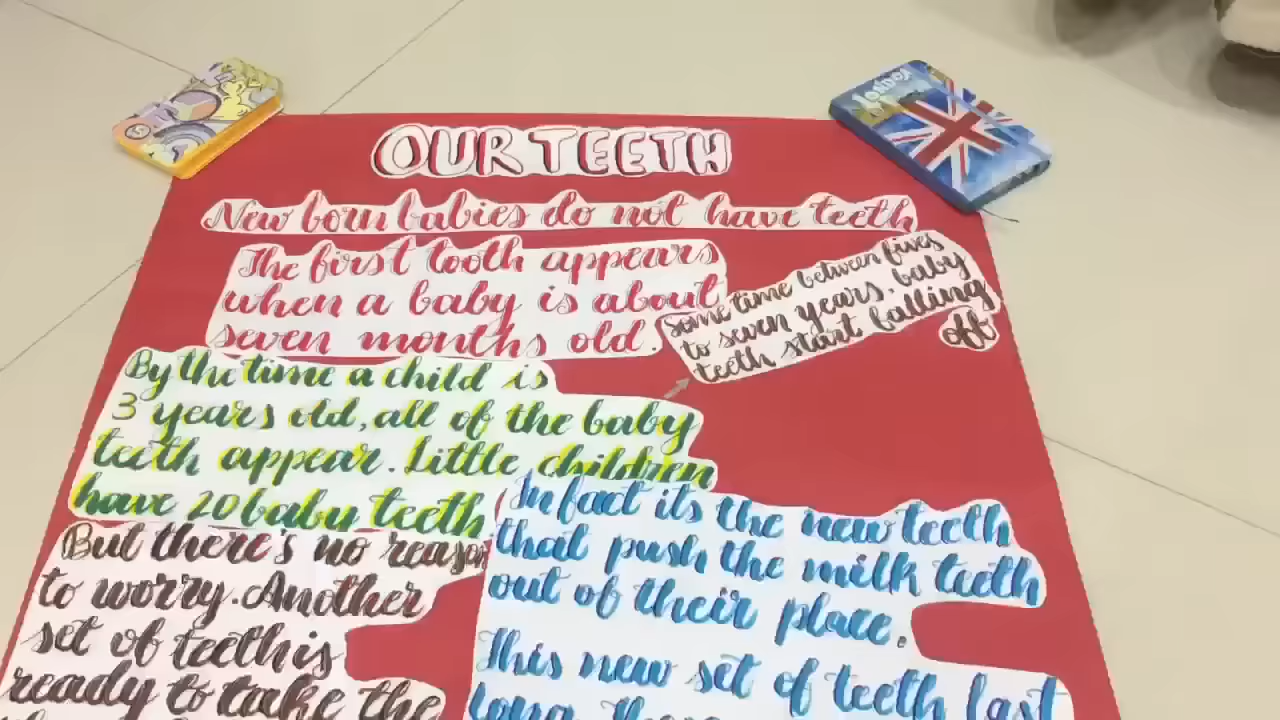 London
OUR TEETH
New born babies do not have teeth
The first tooth appears
when a baby is about
seven months old.
Some time between fives
to seven years, baby
teeth start falling
off
By the time a child is
3 years old, all of the baby
teeth appear. Little children
have 20 baby teeth
But there's no reason
to worry. Another
set of teeth is
ready to take the
In fact its the new teeth
that push the milk teeth
out of their place.
This new set of teeth last
long